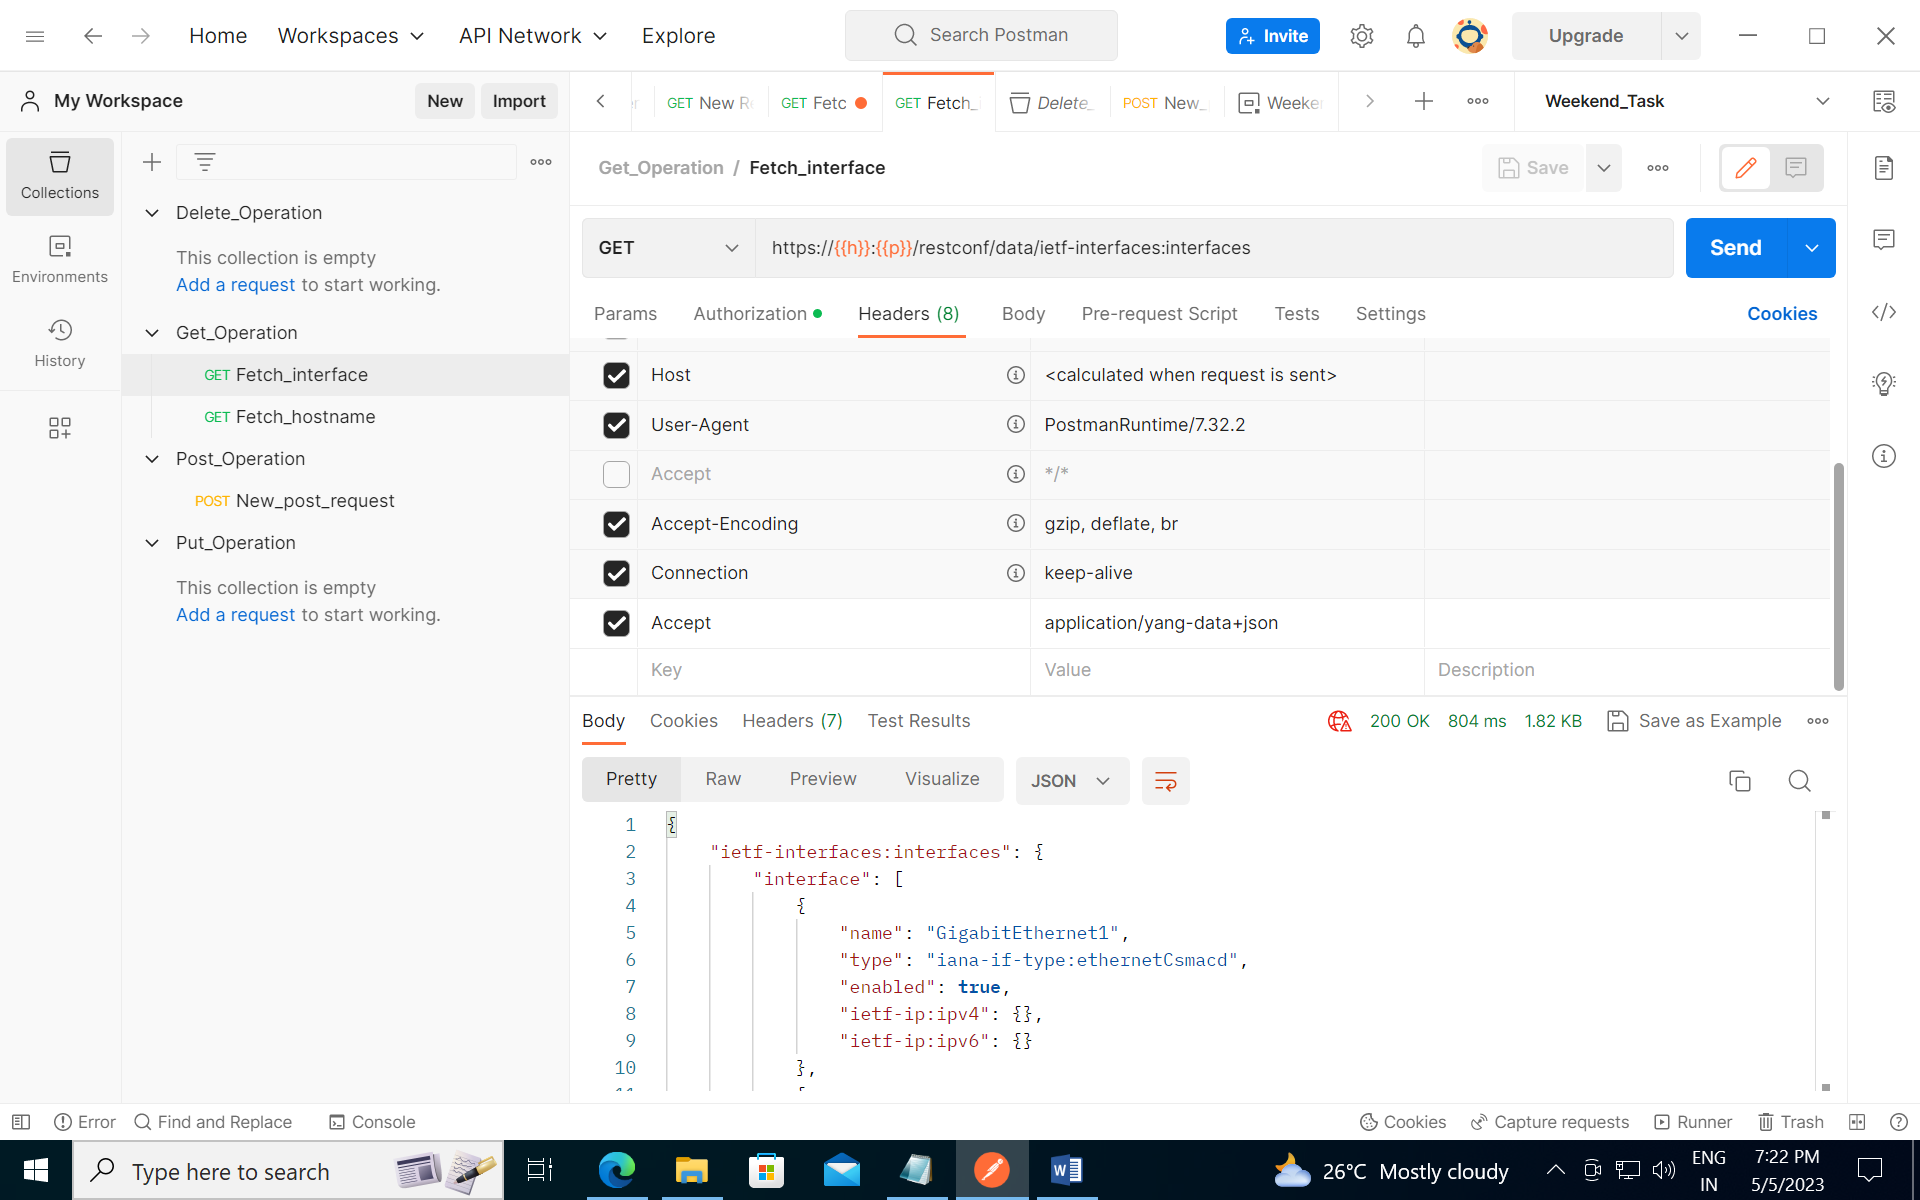 Home Workspaces API Network Explore Search Postman Invite Upgrade
My Workspace New Import
GET New R GET Fetc GET Fetch_ Delete_ POST New_ Weeke Weekend_Task
Collections
Environments
History
Delete_Operation
This collection is empty
Add a request to start working.
Get_Operation
GET Fetch_interface
GET Fetch_hostname
Post_Operation
POST New_post_request
Put_Operation
This collection is empty
Add a request to start working.
Get_Operation / Fetch_interface Save
GET https://{{h}}:{{p}}/restconf/data/ietf-interfaces:interfaces Send
Params Authorization Headers (8) Body Pre-request Script Tests Settings Cookies
Host <calculated when request is sent>
User-Agent PostmanRuntime/7.32.2
Accept */*
Accept-Encoding gzip, deflate, br
Connection keep-alive
Accept application/yang-data+json
Key Value Description
Body Cookies Headers (7) Test Results 200 OK 804 ms 1.82 KB Save as Example
Pretty Raw Preview Visualize JSON
1 {
2 "ietf-interfaces:interfaces": {
3 "interface": [
4 {
5 "name": "GigabitEthernet1",
6 "type": "iana-if-type:ethernetCsmacd",
7 "enabled": true,
8 "ietf-ip:ipv4": {},
9 "ietf-ip:ipv6": {}
10 },
Error Find and Replace Console Cookies Capture requests Runner Trash
Type here to search 26°C Mostly cloudy ENG IN 7:22 PM 5/5/2023